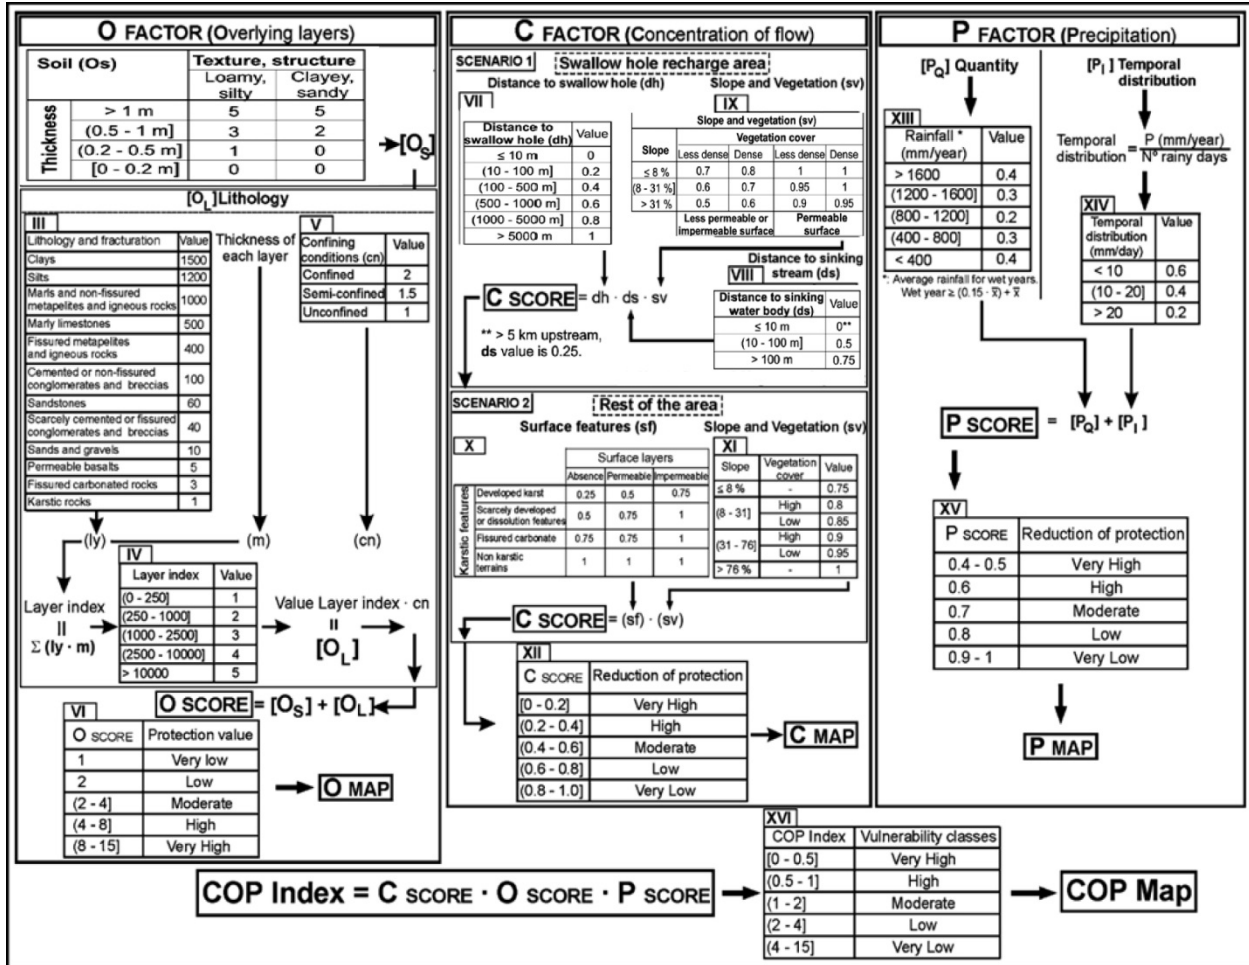 O FACTOR (Overlying layers)
Soil (Os)
Texture, structure
Loamy, silty
Clayey, sandy
Thickness
> 1 m 5 5
(0.5 - 1 m] 3 2
(0.2 - 0.5 m] 1 0
[0 - 0.2 m] 0 0
[OS]
[OL]Lithology
III
Lithology and fracturation Value
Clays 1500
Silts 1200
Marls and non-fissured metapelites and igneous rocks 1000
Marly limestones 500
Fissured metapelites and igneous rocks 400
Cemented or non-fissured conglomerates and breccias 100
Sandstones 60
Scarcely cemented or fissured conglomerates and breccias 40
Sands and gravels 10
Permeable basalts 5
Fissured carbonated rocks 3
Karstic rocks 1
Thickness of
each layer
V
Confining conditions (cn) Value
Confined 2
Semi-confined 1.5
Unconfined 1
(ly)
(m)
(cn)
IV
Layer index Value
(0 - 250] 1
(250 - 1000] 2
(1000 - 2500] 3
(2500 - 10000] 4
> 10000 5
Layer index
=
Σ (ly · m)
Value Layer index · cn
=
[OL]
O SCORE = [OS] + [OL]
VI
O SCORE Protection value
1 Very low
2 Low
(2 - 4] Moderate
(4 - 8] High
(8 - 15] Very High
O MAP
C FACTOR (Concentration of flow)
SCENARIO 1
Swallow hole recharge area
Distance to swallow hole (dh)
VII
Distance to swallow hole (dh) Value
≤ 10 m 0
(10 - 100 m] 0.2
(100 - 500 m] 0.4
(500 - 1000 m] 0.6
(1000 - 5000 m] 0.8
> 5000 m 1
Slope and Vegetation (sv)
IX
Slope and vegetation (sv)
Slope
Vegetation cover
Less dense Dense Less dense Dense
≤ 8 % 0.7 0.8 1 1
(8 - 31 %] 0.6 0.7 0.95 1
> 31 % 0.5 0.6 0.9 0.95
Less permeable or impermeable surface
Permeable surface
Distance to sinking
stream (ds)
VIII
Distance to sinking water body (ds) Value
≤ 10 m 0**
(10 - 100 m] 0.5
> 100 m 0.75
C SCORE = dh · ds · sv
** > 5 km upstream,
ds value is 0.25.
SCENARIO 2
Rest of the area
Surface features (sf)
X
Surface layers
Absence Permeable Impermeable
Karstic features
Developed karst 0.25 0.5 0.75
Scarcely developed or dissolution features 0.5 0.75 1
Fissured carbonate 0.75 0.75 1
Non karstic terrains 1 1 1
Slope and Vegetation (sv)
XI
Slope Vegetation cover Value
≤ 8 % - 0.75
(8 - 31] High 0.8
Low 0.85
(31 - 76] High 0.9
Low 0.95
> 76 % - 1
C SCORE = (sf) · (sv)
XII
C SCORE Reduction of protection
[0 - 0.2] Very High
(0.2 - 0.4] High
(0.4 - 0.6] Moderate
(0.6 - 0.8] Low
(0.8 - 1.0] Very Low
C MAP
P FACTOR (Precipitation)
[PQ] Quantity
XIII
Rainfall * (mm/year) Value
> 1600 0.4
(1200 - 1600] 0.3
(800 - 1200] 0.2
(400 - 800] 0.3
< 400 0.4
*: Average rainfall for wet years.
Wet year ≥ (0.15 · x̄) + x̄
[PI] Temporal
distribution
Temporal distribution = P (mm/year) / Nº rainy days
XIV
Temporal distribution (mm/day) Value
< 10 0.6
(10 - 20] 0.4
> 20 0.2
P SCORE = [PQ] + [PI]
XV
P SCORE Reduction of protection
0.4 - 0.5 Very High
0.6 High
0.7 Moderate
0.8 Low
0.9 - 1 Very Low
P MAP
COP Index = C SCORE · O SCORE · P SCORE
XVI
COP Index Vulnerability classes
[0 - 0.5] Very High
(0.5 - 1] High
(1 - 2] Moderate
(2 - 4] Low
(4 - 15] Very Low
COP Map